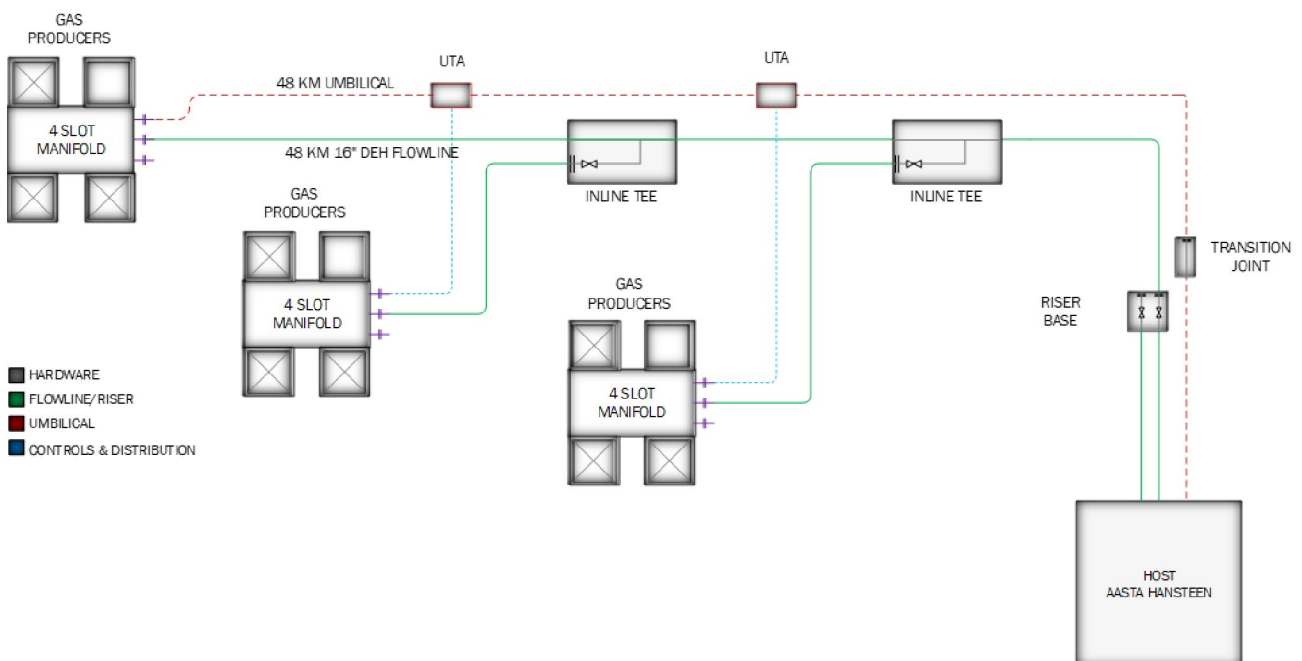 GAS
PRODUCERS
UTA
UTA
48 KM UMBILICAL
4 SLOT
MANIFOLD
48 KM 16" DEH FLOWLINE
INLINE TEE
INLINE TEE
GAS
PRODUCERS
TRANSITION
JOINT
GAS
PRODUCERS
4 SLOT
MANIFOLD
RISER
BASE
HARDWARE
FLOWLINE/RISER
UMBILICAL
CONTROLS & DISTRIBUTION
4 SLOT
MANIFOLD
HOST
AASTA HANSTEEN